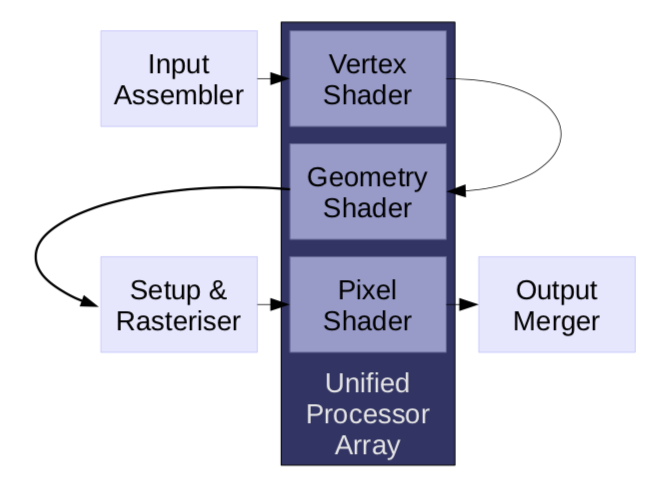 Input
Assembler
Vertex
Shader
Geometry
Shader
Setup &
Rasteriser
Pixel
Shader
Output
Merger
Unified
Processor
Array